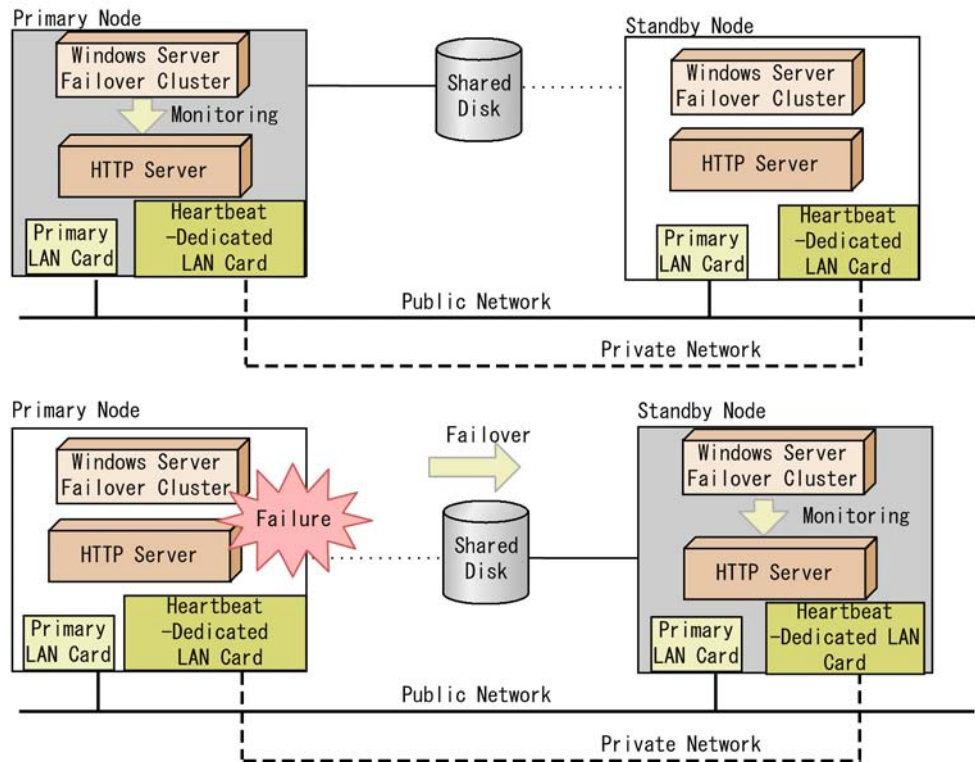 Primary Node
Windows Server
Failover Cluster
Monitoring
HTTP Server
Primary
LAN Card
Heartbeat
-Dedicated
LAN Card
Shared
Disk
Standby Node
Windows Server
Failover Cluster
HTTP Server
Primary
LAN Card
Heartbeat
-Dedicated
LAN Card
Public Network
Private Network
Primary Node
Windows Server
Failover Cluster
Failure
HTTP Server
Primary
LAN Card
Heartbeat
-Dedicated
LAN Card
Failover
Shared
Disk
Standby Node
Windows Server
Failover Cluster
Monitoring
HTTP Server
Primary
LAN Card
Heartbeat
-Dedicated LAN
Card
Public Network
Private Network